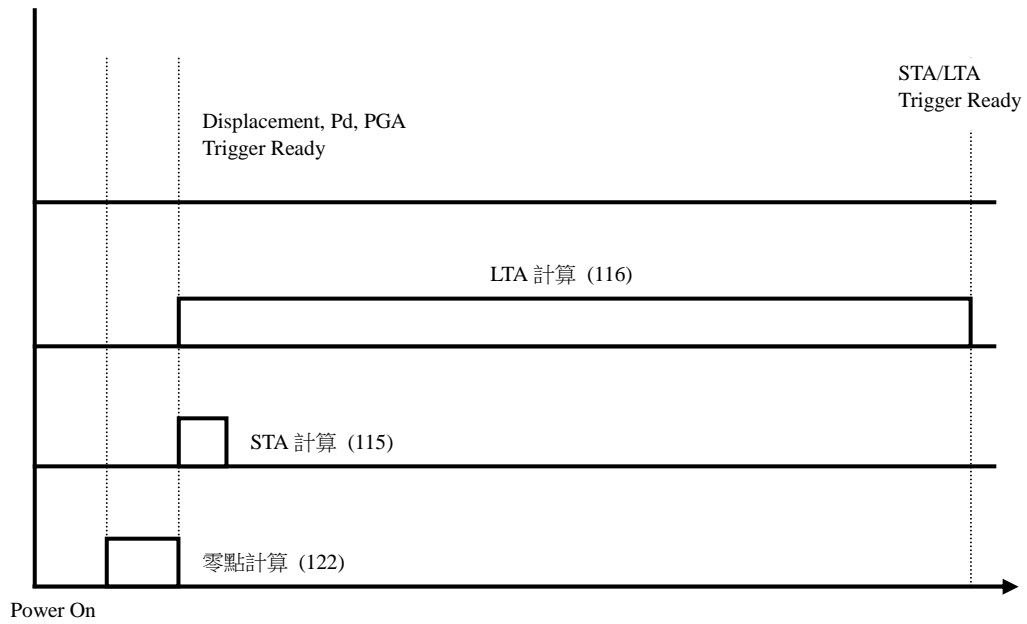 STA/LTA
Trigger Ready
Displacement, Pd, PGA
Trigger Ready
LTA 計算 (116)
STA 計算 (115)
零點計算 (122)
Power On